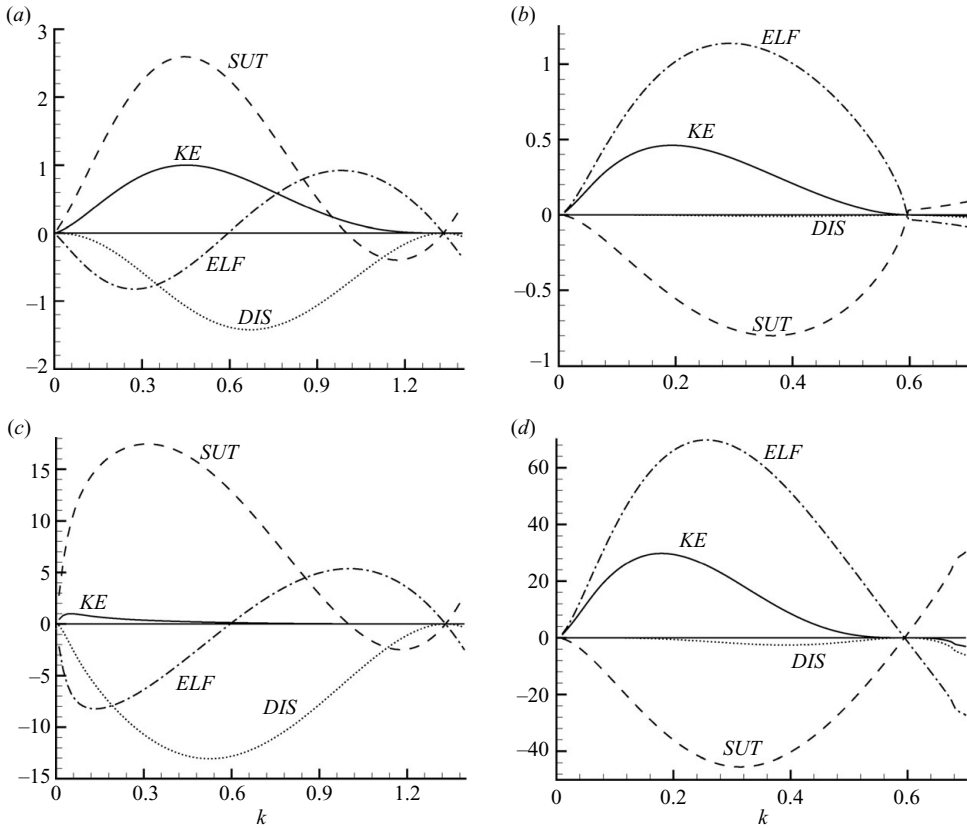 (a)
3
2
1
0
–1
–2
SUT
KE
ELF
DIS
0 0.3 0.6 0.9 1.2
(b)
1
0.5
0
–0.5
–1
ELF
KE
DIS
SUT
0 0.2 0.4 0.6
k
(c)
15
10
5
0
–5
–10
–15
SUT
KE
ELF
DIS
0 0.3 0.6 0.9 1.2
k
(d)
60
40
20
0
–20
–40
ELF
KE
DIS
SUT
0 0.2 0.4 0.6
k